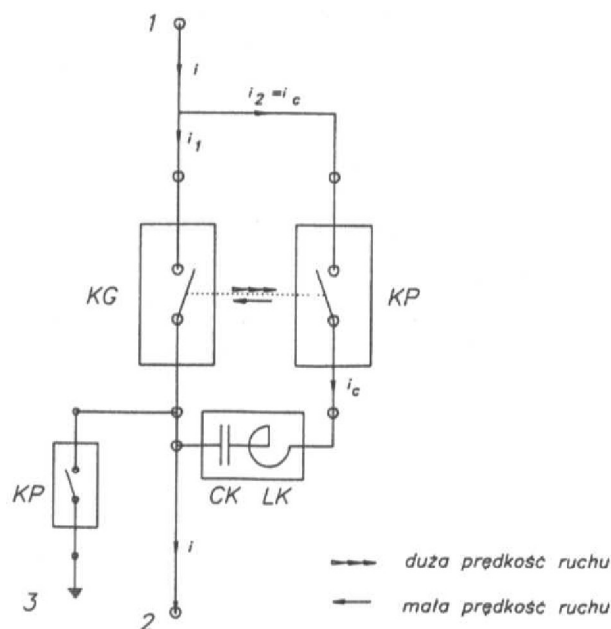 1
i
i2 = ic
i1
KG
KP
ic
KP
CK LK
i
duża prędkość ruchu
3
mała prędkość ruchu
2